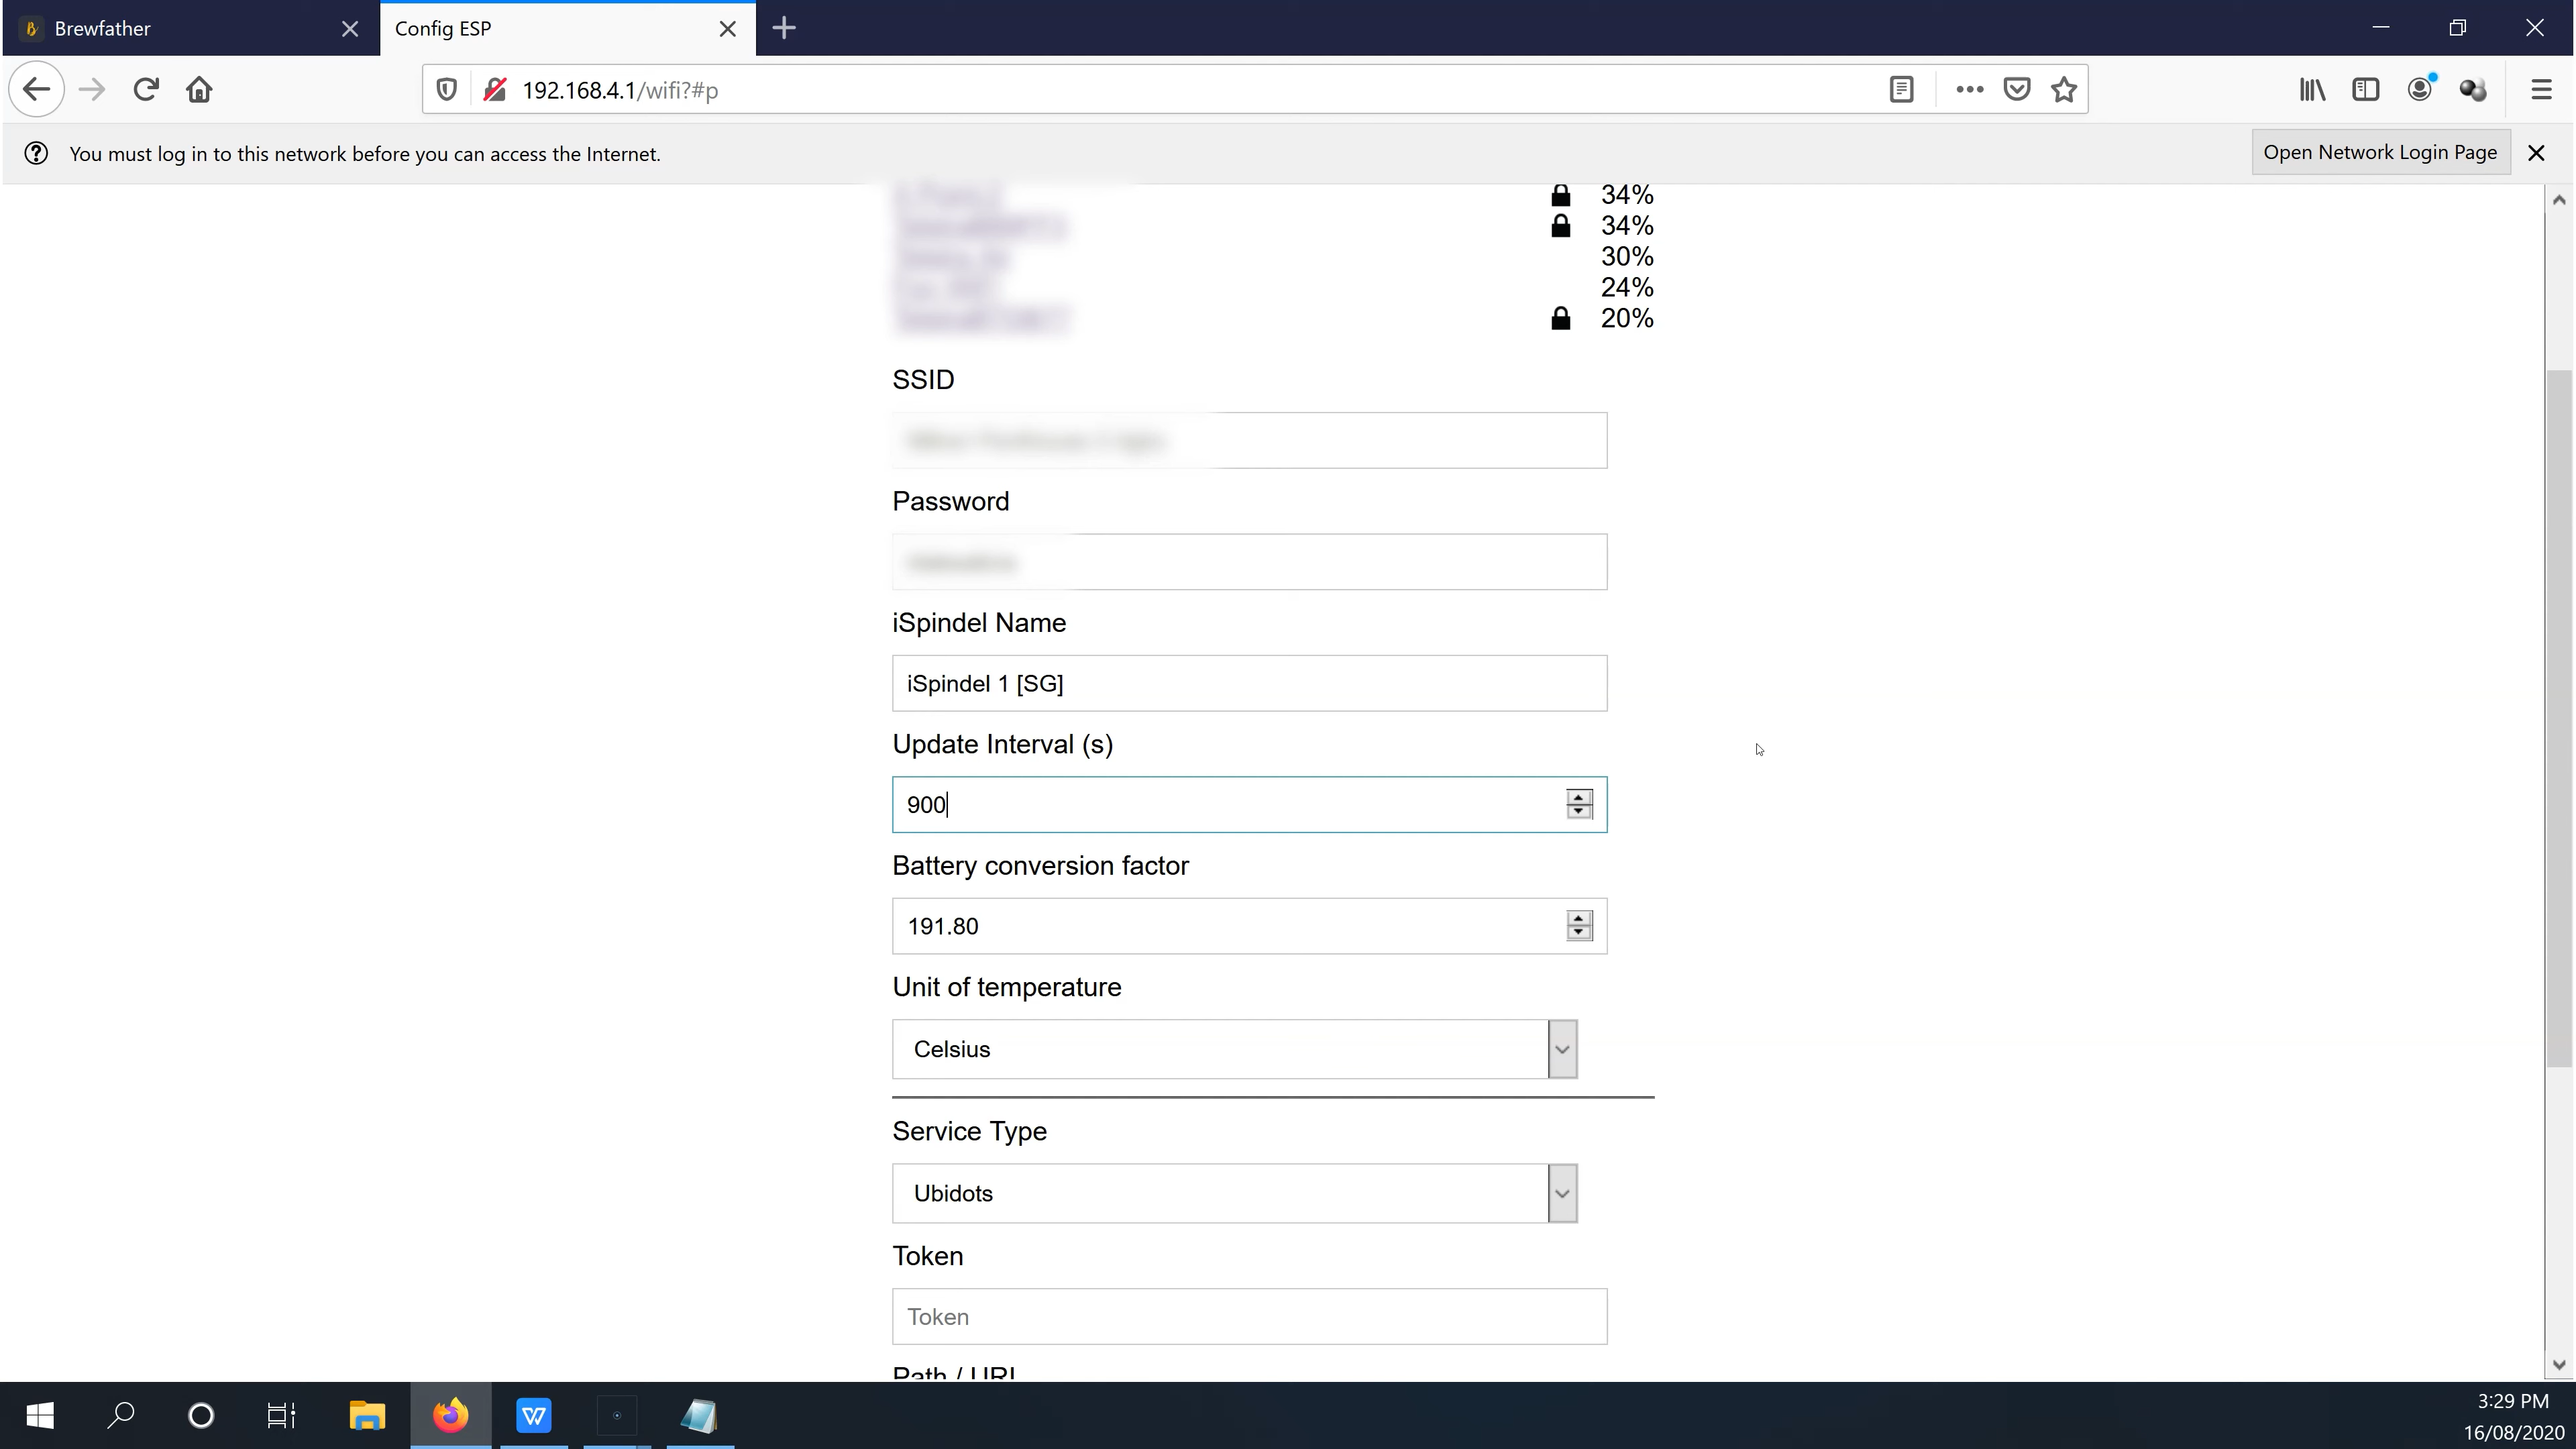 Brewfather
Config ESP
192.168.4.1/wifi?#p
You must log in to this network before you can access the Internet.
Open Network Login Page
34%
34%
30%
24%
20%
SSID
Password
iSpindel Name
iSpindel 1 [SG]
Update Interval (s)
900
Battery conversion factor
191.80
Unit of temperature
Celsius
Service Type
Ubidots
Token
Token
Path / URL
3:29 PM
16/08/2020